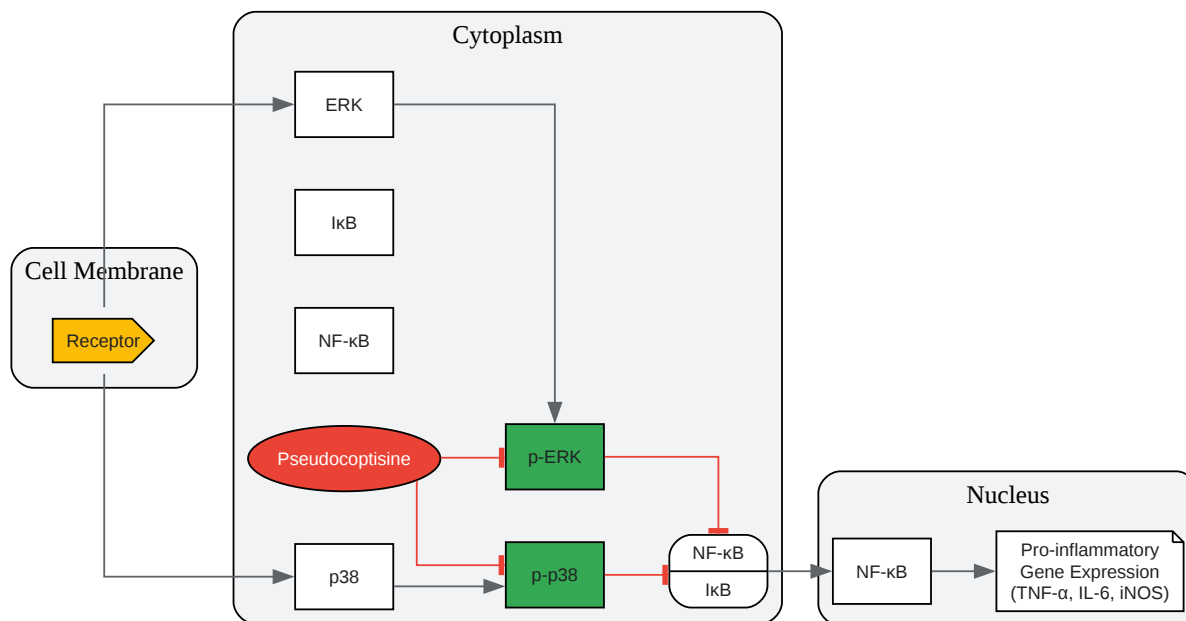 Cytoplasm
ERK
IκB
Cell Membrane
Receptor
NF-κB
Pseudocoptisine
p-ERK
p38
p-p38
NF-κB
IκB
Nucleus
NF-κB
Pro-inflammatory
Gene Expression
(TNF-α, IL-6, iNOS)